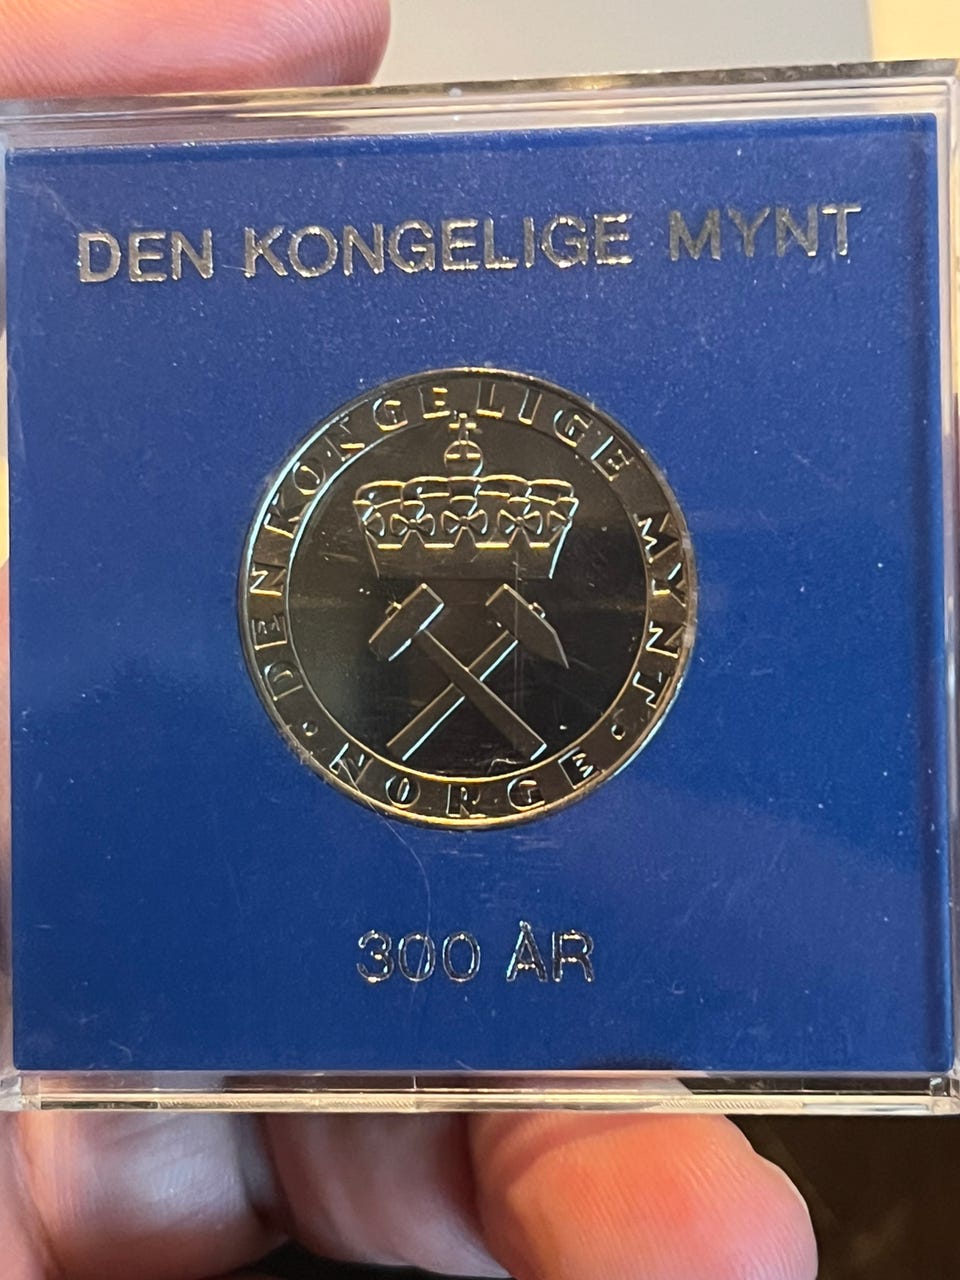 DEN KONGELIGE MYNT
DEN KONGELIGE MYNT
• NORGE •
300 ÅR